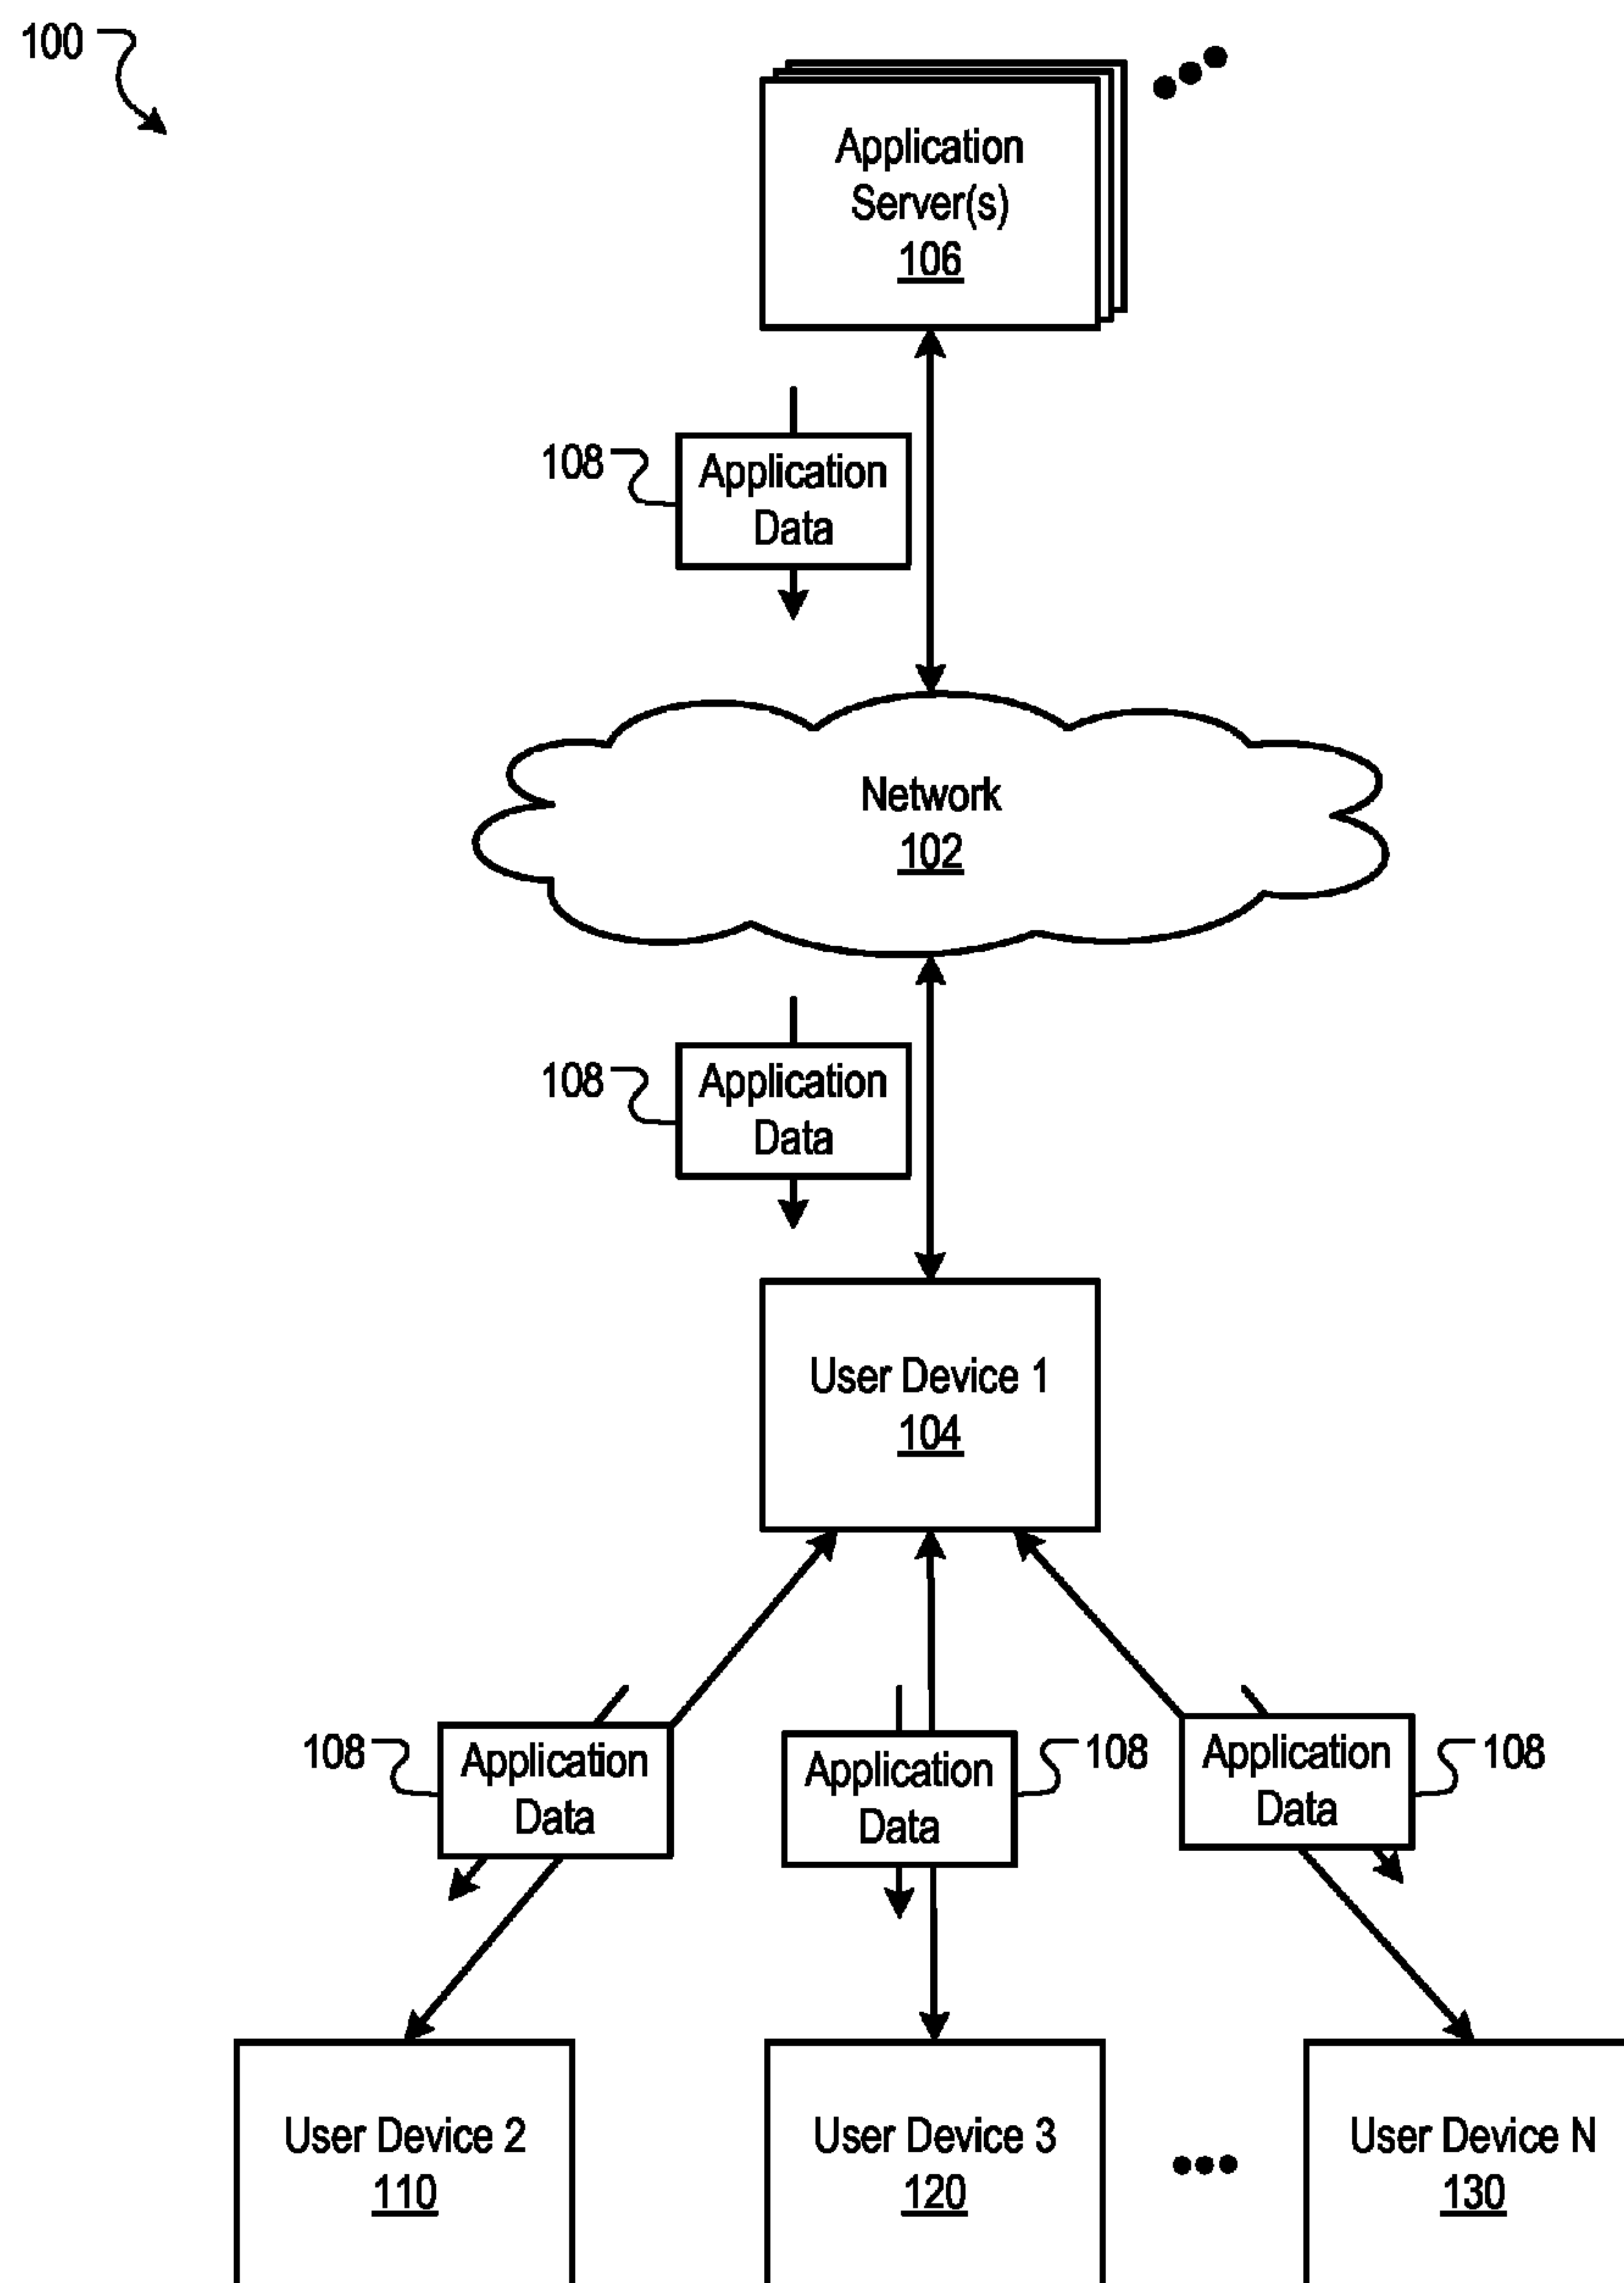 100
Application
Server(s)
106
108
Application
Data
Network
102
108
Application
Data
User Device 1
104
108
Application
Data
Application
Data
108
Application
Data
108
User Device 2
110
User Device 3
120
User Device N
130